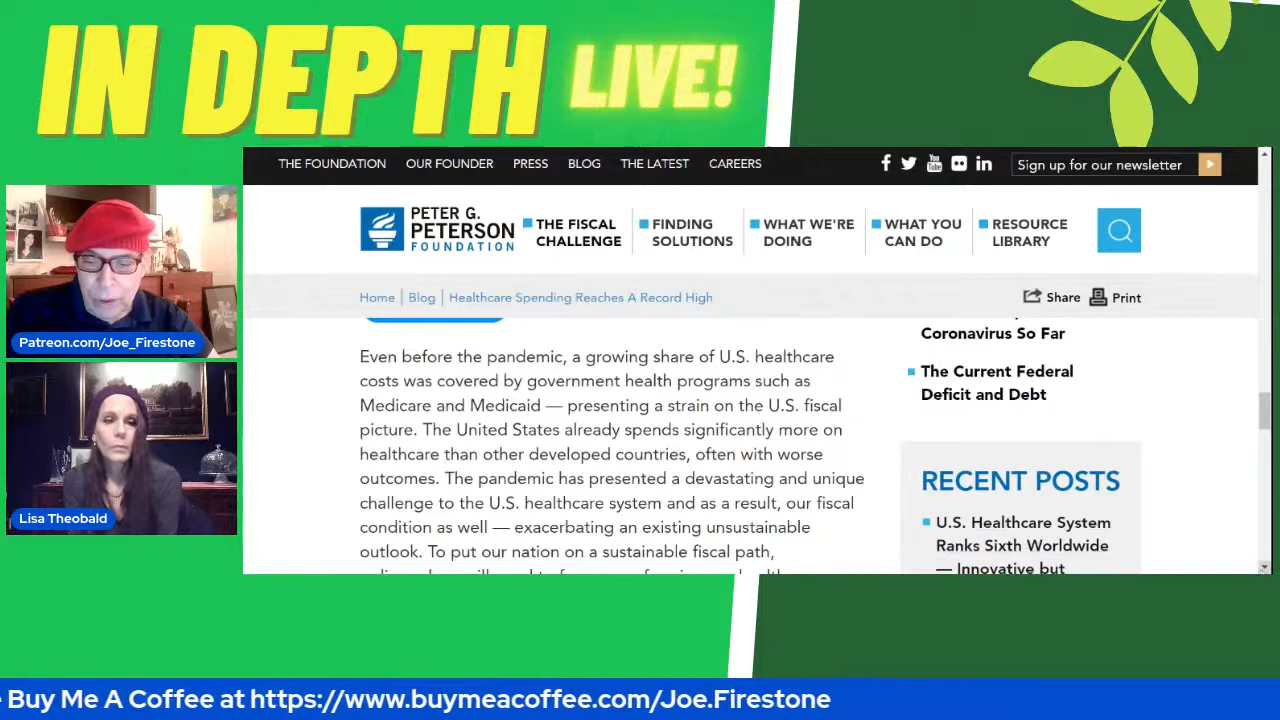 IN DEPTH LIVE!
THE FOUNDATION OUR FOUNDER PRESS BLOG THE LATEST CAREERS
Sign up for our newsletter
PETER G.
PETERSON
FOUNDATION
THE FISCAL
CHALLENGE
FINDING
SOLUTIONS
WHAT WE'RE
DOING
WHAT YOU
CAN DO
RESOURCE
LIBRARY
Home | Blog | Healthcare Spending Reaches A Record High
Share Print
Even before the pandemic, a growing share of U.S. healthcare
costs was covered by government health programs such as
Medicare and Medicaid — presenting a strain on the U.S. fiscal
picture. The United States already spends significantly more on
healthcare than other developed countries, often with worse
outcomes. The pandemic has presented a devastating and unique
challenge to the U.S. healthcare system and as a result, our fiscal
condition as well — exacerbating an existing unsustainable
outlook. To put our nation on a sustainable fiscal path,
Coronavirus So Far
The Current Federal
Deficit and Debt
RECENT POSTS
U.S. Healthcare System
Ranks Sixth Worldwide
— Innovative but
Patreon.com/Joe_Firestone
Lisa Theobald
Buy Me A Coffee at https://www.buymeacoffee.com/Joe.Firestone